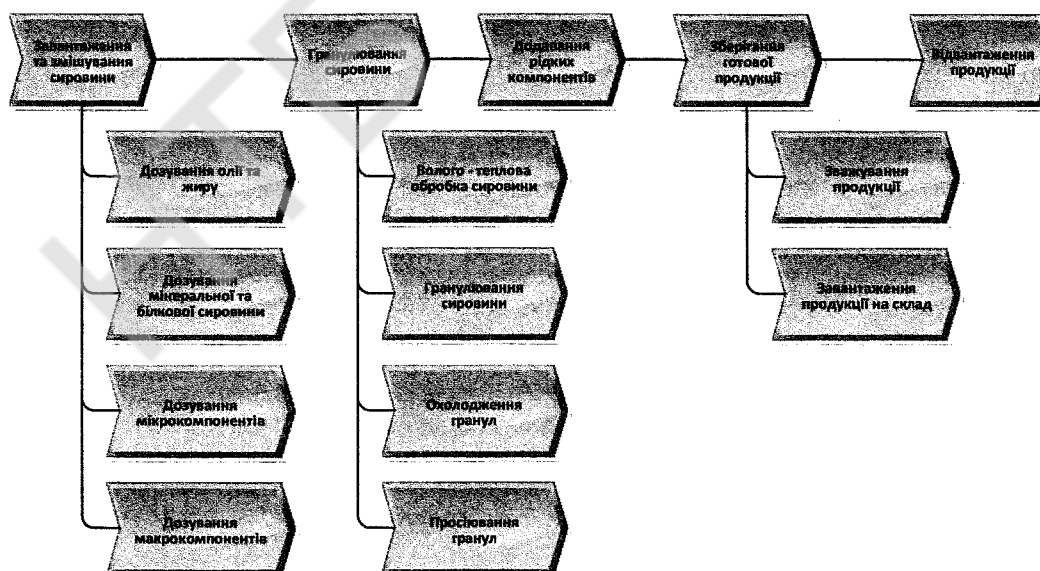 Завантаження
та змішування
сировини
Гранулювання
сировини
Додавання
рідких
компонентів
Зберігання
готової
продукції
Відвантаження
продукції
Дозування олії та
жиру
Волого - теплова
обробка сировини
Зважування
продукції
Дозування
мінеральної та
білкової сировини
Гранулювання
сировини
Завантаження
продукції на склад
Дозування
мікрокомпонентів
Охолодження
гранул
Дозування
макрокомпонентів
Просіювання
гранул